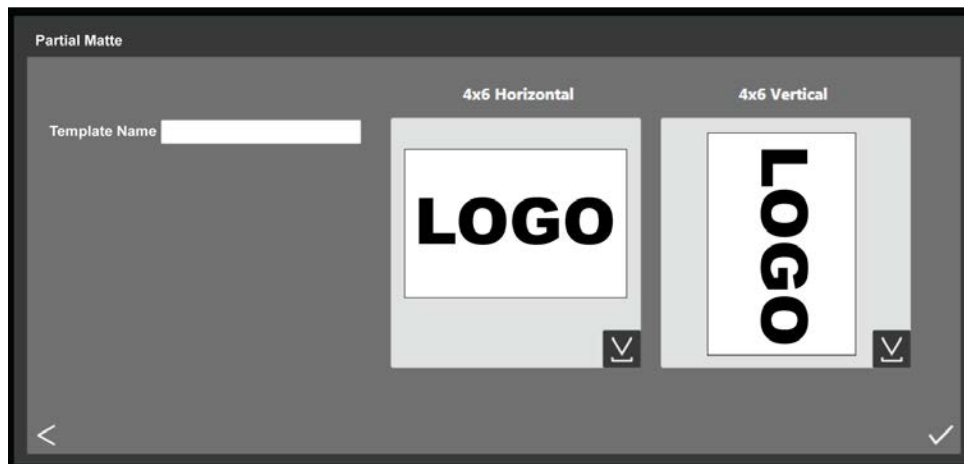 Partial Matte
4x6 Horizontal
4x6 Vertical
Template Name
LOGO
LOGO